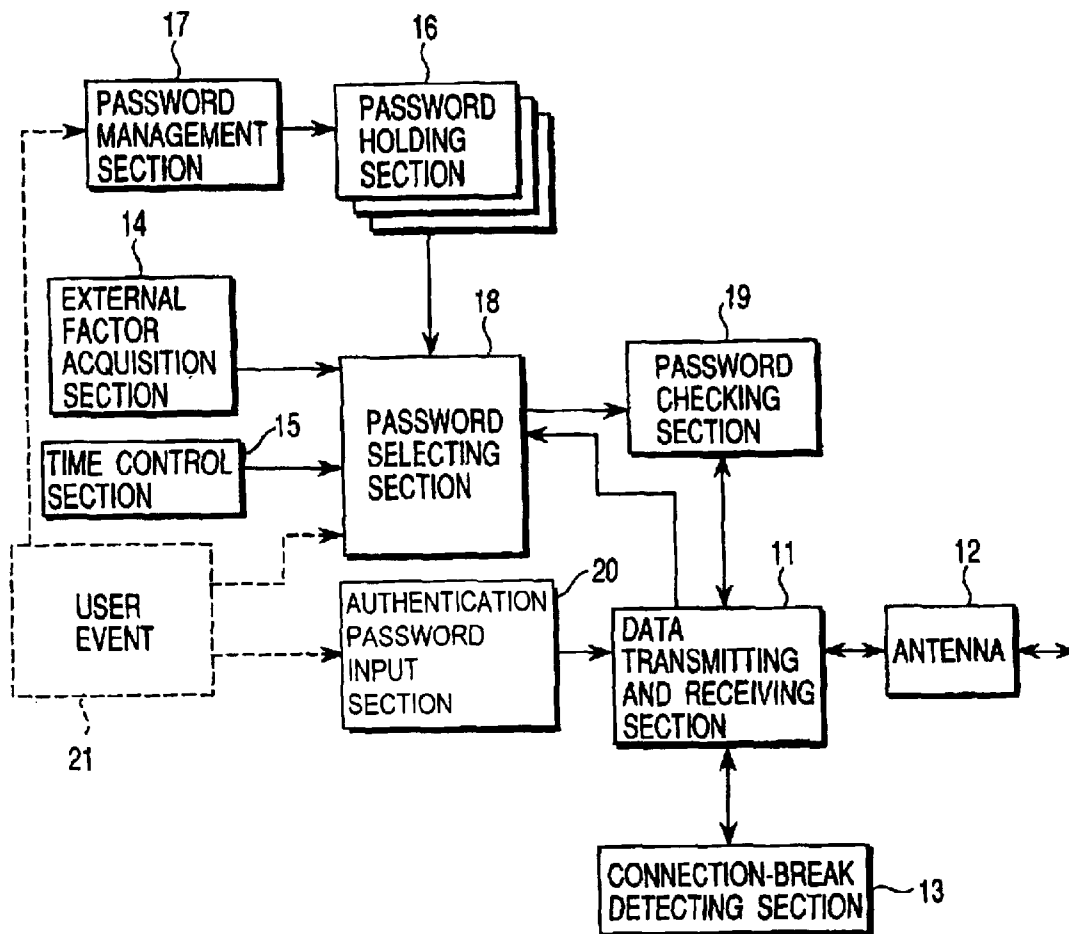 17
16
PASSWORD
MANAGEMENT
SECTION
PASSWORD
HOLDING
SECTION
14
EXTERNAL
FACTOR
ACQUISITION
SECTION
18
19
PASSWORD
SELECTING
SECTION
PASSWORD
CHECKING
SECTION
15
TIME CONTROL
SECTION
USER
EVENT
21
20
AUTHENTICATION
PASSWORD
INPUT
SECTION
11
DATA
TRANSMITTING
AND RECEIVING
SECTION
12
ANTENNA
CONNECTION-BREAK
DETECTING SECTION
13